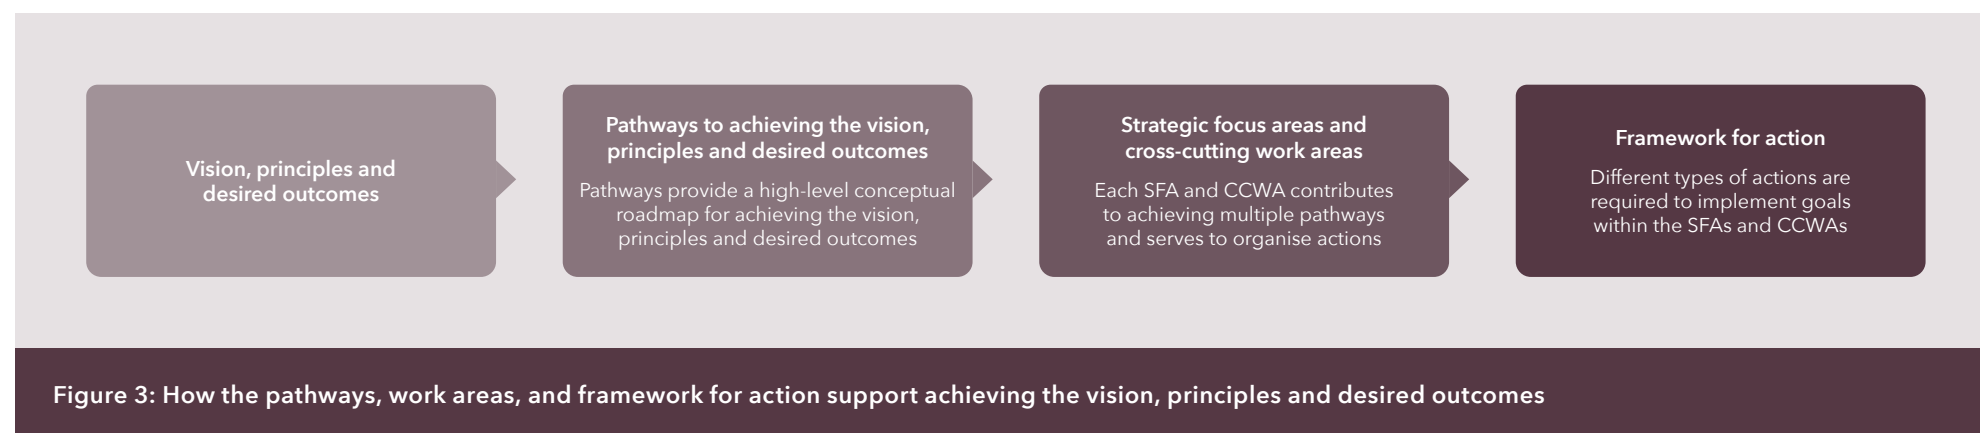 Vision, principles and
desired outcomes
Pathways to achieving the vision,
principles and desired outcomes
Pathways provide a high-level conceptual
roadmap for achieving the vision,
principles and desired outcomes
Strategic focus areas and
cross-cutting work areas
Each SFA and CCWA contributes
to achieving multiple pathways
and serves to organise actions
Framework for action
Different types of actions are
required to implement goals
within the SFAs and CCWAs
Figure 3: How the pathways, work areas, and framework for action support achieving the vision, principles and desired outcomes